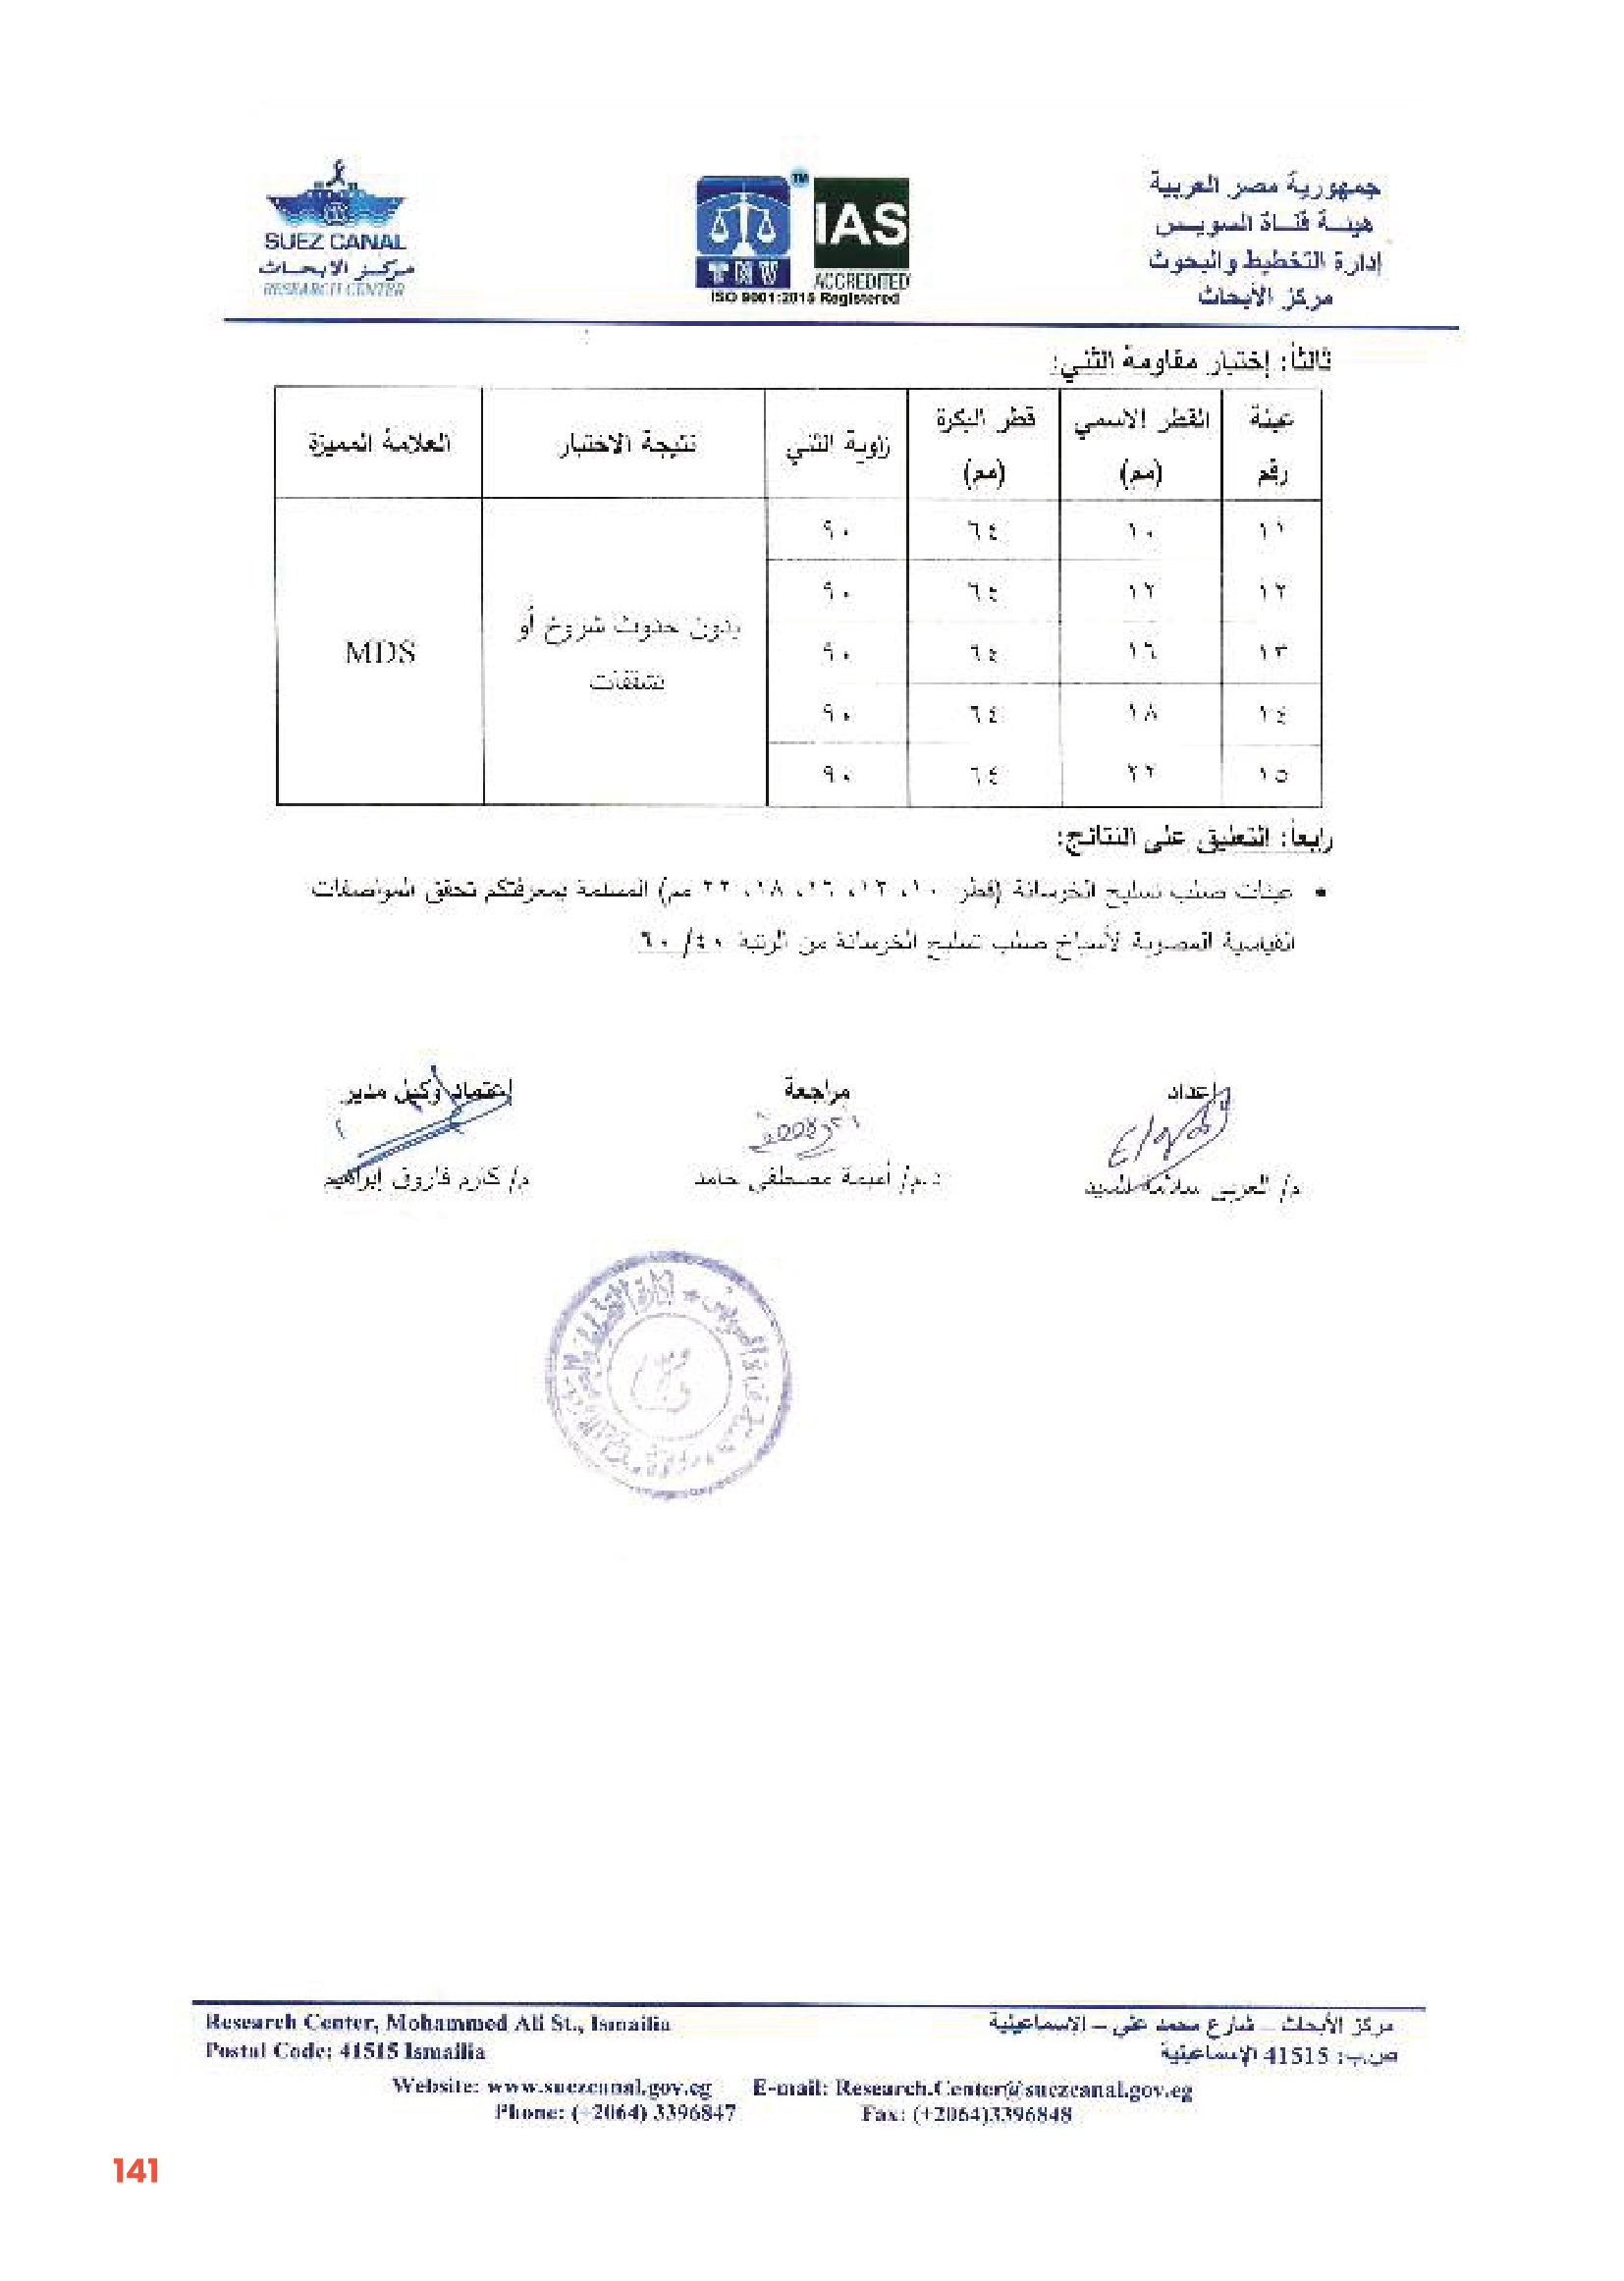 جمهورية مصر العربية
هيئة قناة السويس
إدارة التخطيط والبحوث
مركز الأبحاث
TM
TNV
IAS
ACCREDITED
ISO 9001:2015 Registered
SUEZ CANAL
مركز الابحاث
RESEARCH CENTER
ثالثاً: إختبار مقاومة الثني:
عينة رقم القطر الاسمي (مم) قطر البكرة (مم) زاوية الثني نتيجة الاختبار العلامة المميزة
١١ ١٠ ٦٤ ٩٠
١٢ ١٢ ٦٤ ٩٠
١٣ ١٦ ٦٤ ٩٠
١٤ ١٨ ٦٤ ٩٠
١٥ ٢٢ ٦٤ ٩٠
بدون حدوث شروخ أو
تشققات
MDS
رابعاً: التعليق على النتائج:
• عينات صلب تسليح الخرسانة (قطر ١٠، ١٢، ١٦، ١٨، ٢٢ مم) المسلمة بمعرفتكم تحقق المواصفات
القياسية المصرية لأسياخ صلب تسليح الخرسانة من الرتبة ٦٠/٤٠
إعداد مراجعة إعتماد وكيل مدير
م/ العربي سلامة السيد د.م/ أميمة مصطفى حامد م/ كارم فاروق إبراهيم
Research Center, Mohammed Ali St., Ismailia
Postal Code: 41515 Ismailia
مركز الأبحاث – شارع محمد علي – الإسماعيلية
ص.ب: 41515 الإسماعيلية
Website: www.suezcanal.gov.eg E-mail: Research.Center@suezcanal.gov.eg
Phone: (+2064) 3396847 Fax: (+2064)3396848
141